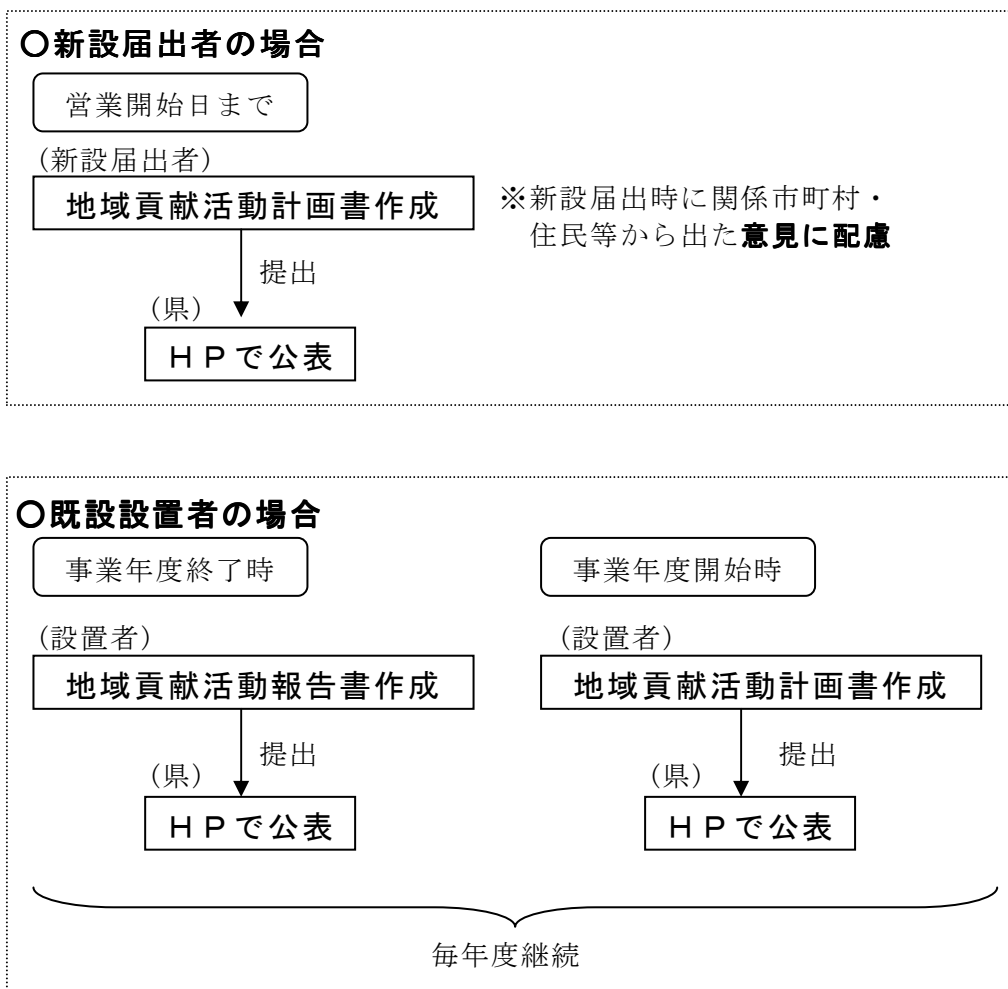 〇新設届出者の場合
営業開始日まで
(新設届出者)
地域貢献活動計画書作成
※新設届出時に関係市町村・
住民等から出た意見に配慮
提出
(県)
ＨＰで公表
〇既設設置者の場合
事業年度終了時
(設置者)
地域貢献活動報告書作成
提出
(県)
ＨＰで公表
事業年度開始時
(設置者)
地域貢献活動計画書作成
提出
(県)
ＨＰで公表
毎年度継続